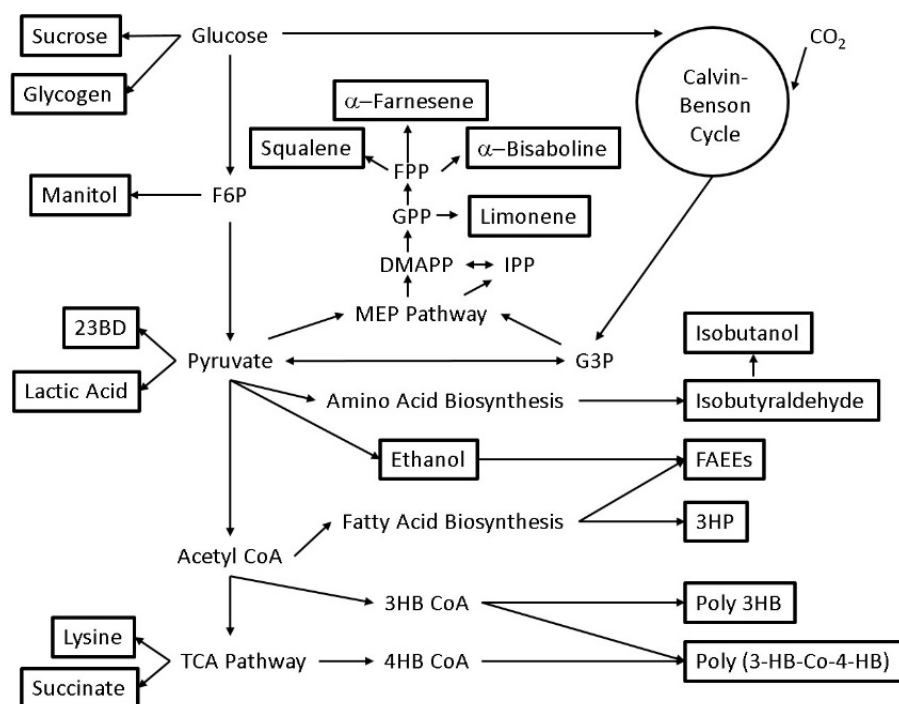 Sucrose
Glucose
CO₂
Glycogen
Calvin-
Benson
Cycle
α–Farnesene
Squalene
α–Bisaboline
FPP
Manitol
F6P
GPP
Limonene
DMAPP
IPP
MEP Pathway
23BD
Pyruvate
G3P
Isobutanol
Lactic Acid
Amino Acid Biosynthesis
Isobutyraldehyde
Ethanol
FAEEs
Fatty Acid Biosynthesis
3HP
Acetyl CoA
3HB CoA
Poly 3HB
Lysine
TCA Pathway
4HB CoA
Poly (3-HB-Co-4-HB)
Succinate